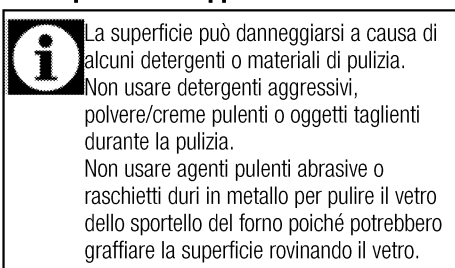 La superficie può danneggiarsi a causa di
alcuni detergenti o materiali di pulizia.
Non usare detergenti aggressivi,
polvere/creme pulenti o oggetti taglienti
durante la pulizia.
Non usare agenti pulenti abrasive o
raschietti duri in metallo per pulire il vetro
dello sportello del forno poiché potrebbero
graffiare la superficie rovinando il vetro.